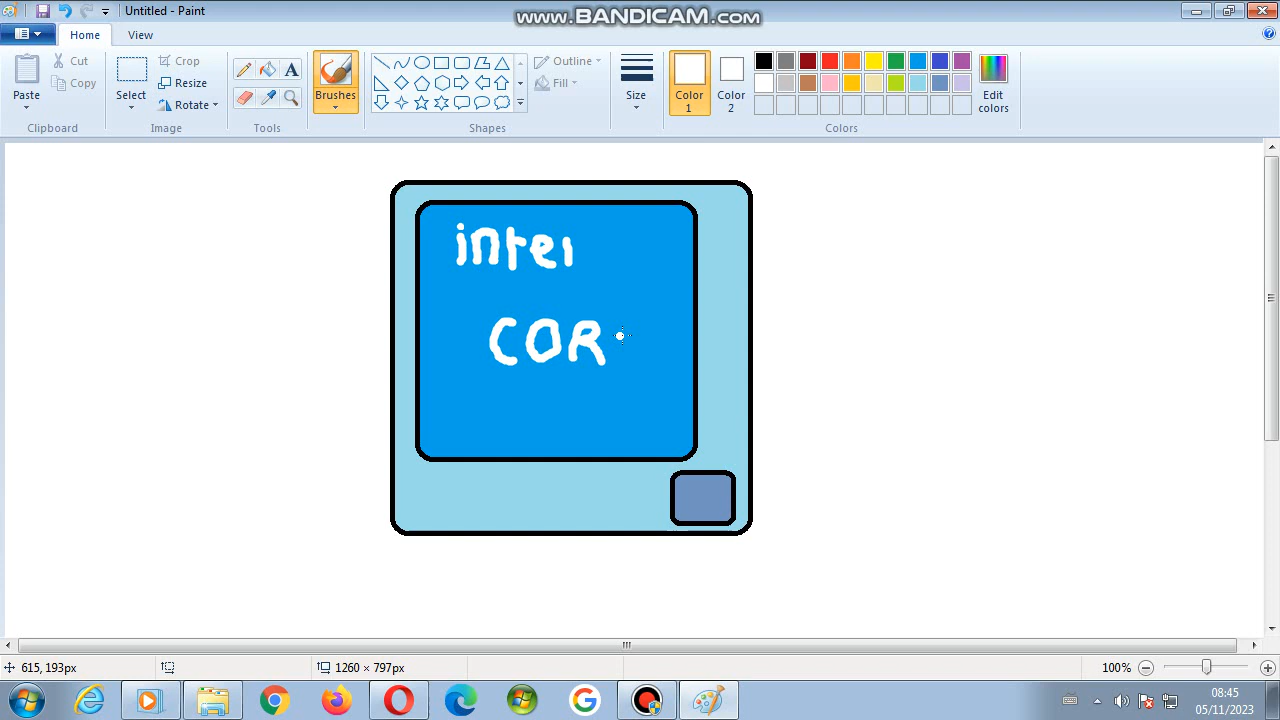 www.BANDICAM.com
Untitled - Paint
Home
View
Paste
Cut
Copy
Clipboard
Select
Crop
Resize
Rotate
Image
A
Tools
Brushes
Outline
Fill
Shapes
Size
Color 1
Color 2
Edit colors
Colors
intel
COR
615, 193px
1260 × 797px
100%
08:45
05/11/2023